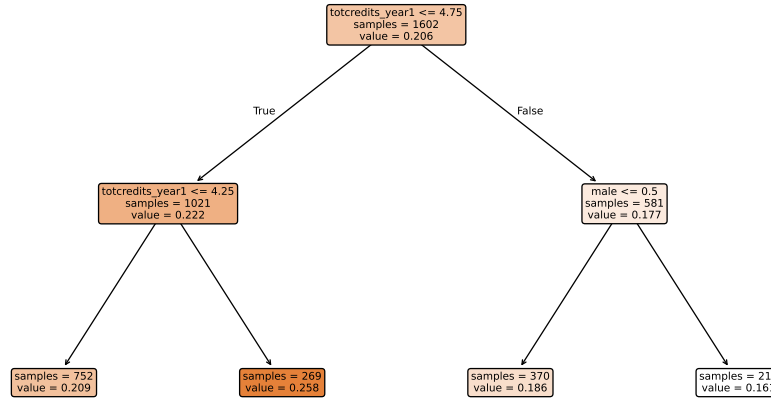 totcredits_year1 <= 4.75
samples = 1602
value = 0.206
True
False
totcredits_year1 <= 4.25
samples = 1021
value = 0.222
male <= 0.5
samples = 581
value = 0.177
samples = 752
value = 0.209
samples = 269
value = 0.258
samples = 370
value = 0.186
samples = 21
value = 0.161